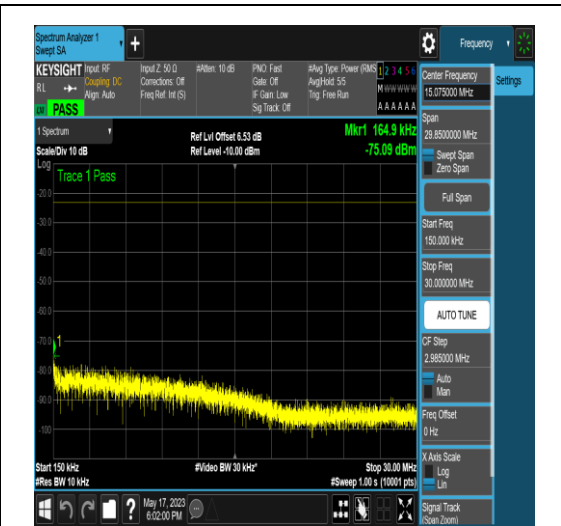 Spectrum Analyzer 1
Swept SA
+
Frequency
KEYSIGHT
RL
PASS
Input: RF
Coupling: DC
Align: Auto
Input Z: 50 Ω
Corrections: Off
Freq Ref: Int (S)
#Atten: 10 dB
PNO: Fast
Gate: Off
IF Gain: Low
Sig Track: Off
#Avg Type: Power (RMS
Avg|Hold: 5/5
Trig: Free Run
1 2 3 4 5 6
M W W W W W
A A A A A A
1 Spectrum
Scale/Div 10 dB
Ref Lvl Offset 6.53 dB
Ref Level -10.00 dBm
Mkr1 164.9 kHz
-75.09 dBm
Log
Trace 1 Pass
-20.0
-30.0
-40.0
-50.0
-60.0
-70.0
-80.0
-90.0
-100
1
Start 150 kHz
#Res BW 10 kHz
#Video BW 30 kHz*
Stop 30.00 MHz
#Sweep 1.00 s (10001 pts)
May 17, 2023
6:02:00 PM
Center Frequency
15.075000 MHz
Settings
Span
29.8500000 MHz
Swept Span
Zero Span
Full Span
Start Freq
150.000 kHz
Stop Freq
30.000000 MHz
AUTO TUNE
CF Step
2.985000 MHz
Auto
Man
Freq Offset
0 Hz
X Axis Scale
Log
Lin
Signal Track
(Span Zoom)